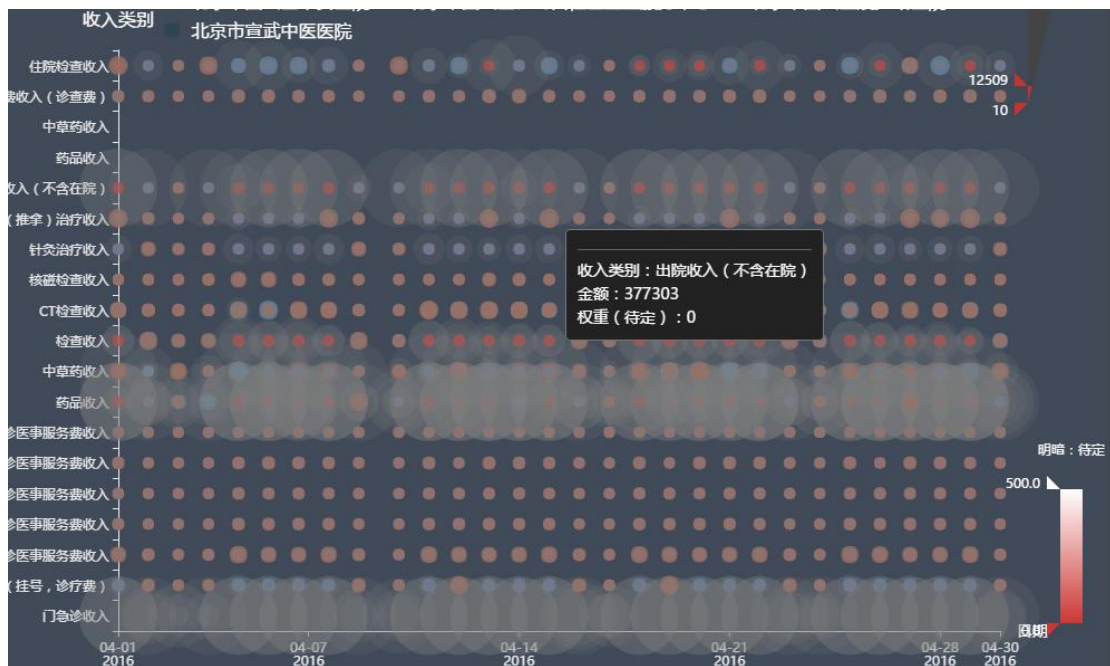 收入类别
北京市宣武中医医院
住院检查收入
12509
费收入（诊查费）
10
中草药收入
药品收入
收入（不含在院）
（推拿）治疗收入
针灸治疗收入
收入类别：出院收入（不含在院）
核磁检查收入
金额：377303
CT检查收入
权重（待定）：0
检查收入
中草药收入
药品收入
诊医事服务费收入
诊医事服务费收入
明暗：待定
500.0
诊医事服务费收入
诊医事服务费收入
诊医事服务费收入
（挂号，诊疗费）
门急诊收入
日期
04-01 04-07 04-14 04-21 04-28 04-30
2016 2016 2016 2016 2016 2016